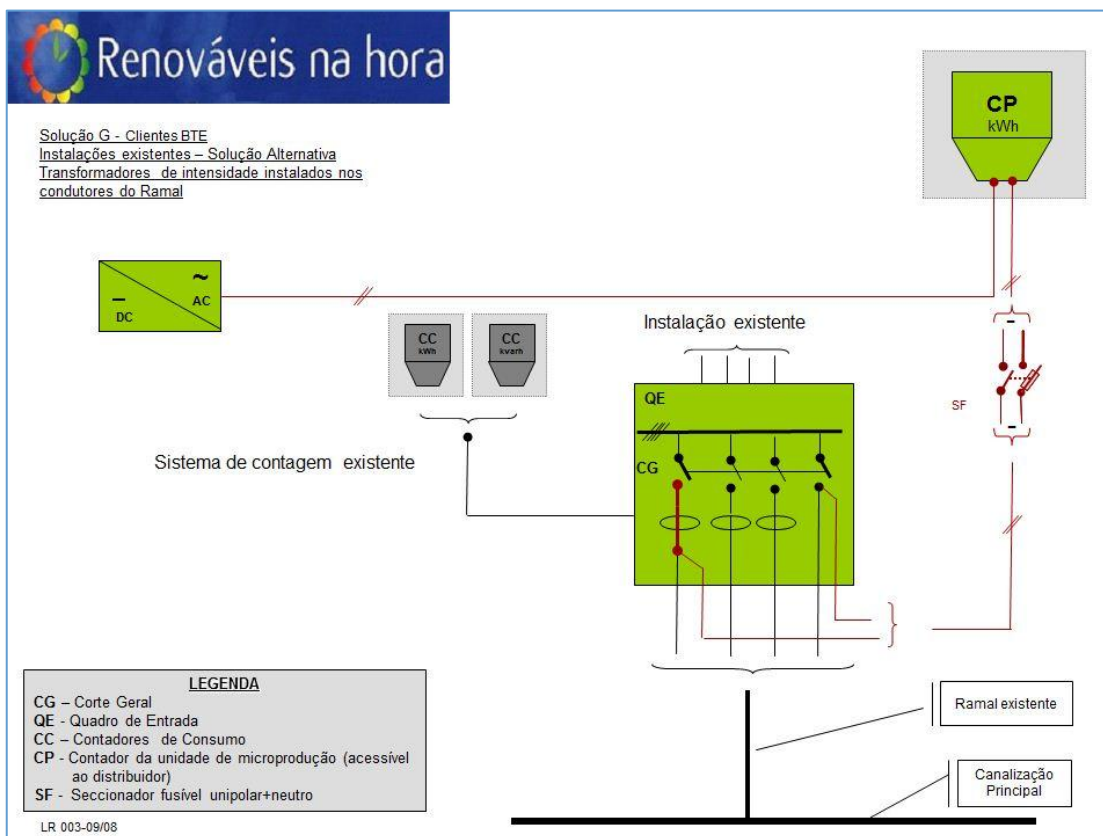 Renováveis na hora
Solução G - Clientes BTE
Instalações existentes – Solução Alternativa
Transformadores de intensidade instalados nos
condutores do Ramal
CP
kWh
~
AC
DC
CC
kWh
CC
kvarh
Instalação existente
QE
CG
SF
Sistema de contagem existente
LEGENDA
CG – Corte Geral
QE - Quadro de Entrada
CC – Contadores de Consumo
CP - Contador da unidade de microprodução (acessível
ao distribuidor)
SF - Seccionador fusível unipolar+neutro
Ramal existente
Canalização
Principal
LR 003-09/08